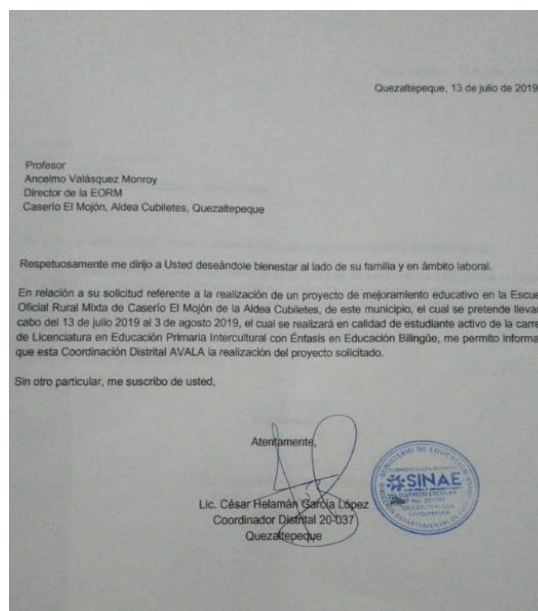 Quezaltepeque, 13 de julio de 2019
Profesor
Ancelmo Valásquez Monroy
Director de la EORM
Caserío El Mojón, Aldea Cubiletes, Quezaltepeque
Respetuosamente me dirijo a Usted deseándole bienestar al lado de su familia y en ámbito laboral.
En relación a su solicitud referente a la realización de un proyecto de mejoramiento educativo en la Escue
Oficial Rural Mixta de Caserío El Mojón de la Aldea Cubiletes, de este municipio, el cual se pretende lleva
cabo del 13 de julio 2019 al 3 de agosto 2019, el cual se realizará en calidad de estudiante activo de la carre
de Licenciatura en Educación Primaria Intercultural con Énfasis en Educación Bilingüe, me permito informa
que esta Coordinación Distrital AVALA la realización del proyecto solicitado.
Sin otro particular, me suscribo de usted,
Atentamente,
Lic. César Helamán García López
Coordinador Distrital 20-037
Quezaltepeque
MINISTERIO DE EDUCACIÓN
SINAE
DISTRITO ESCOLAR